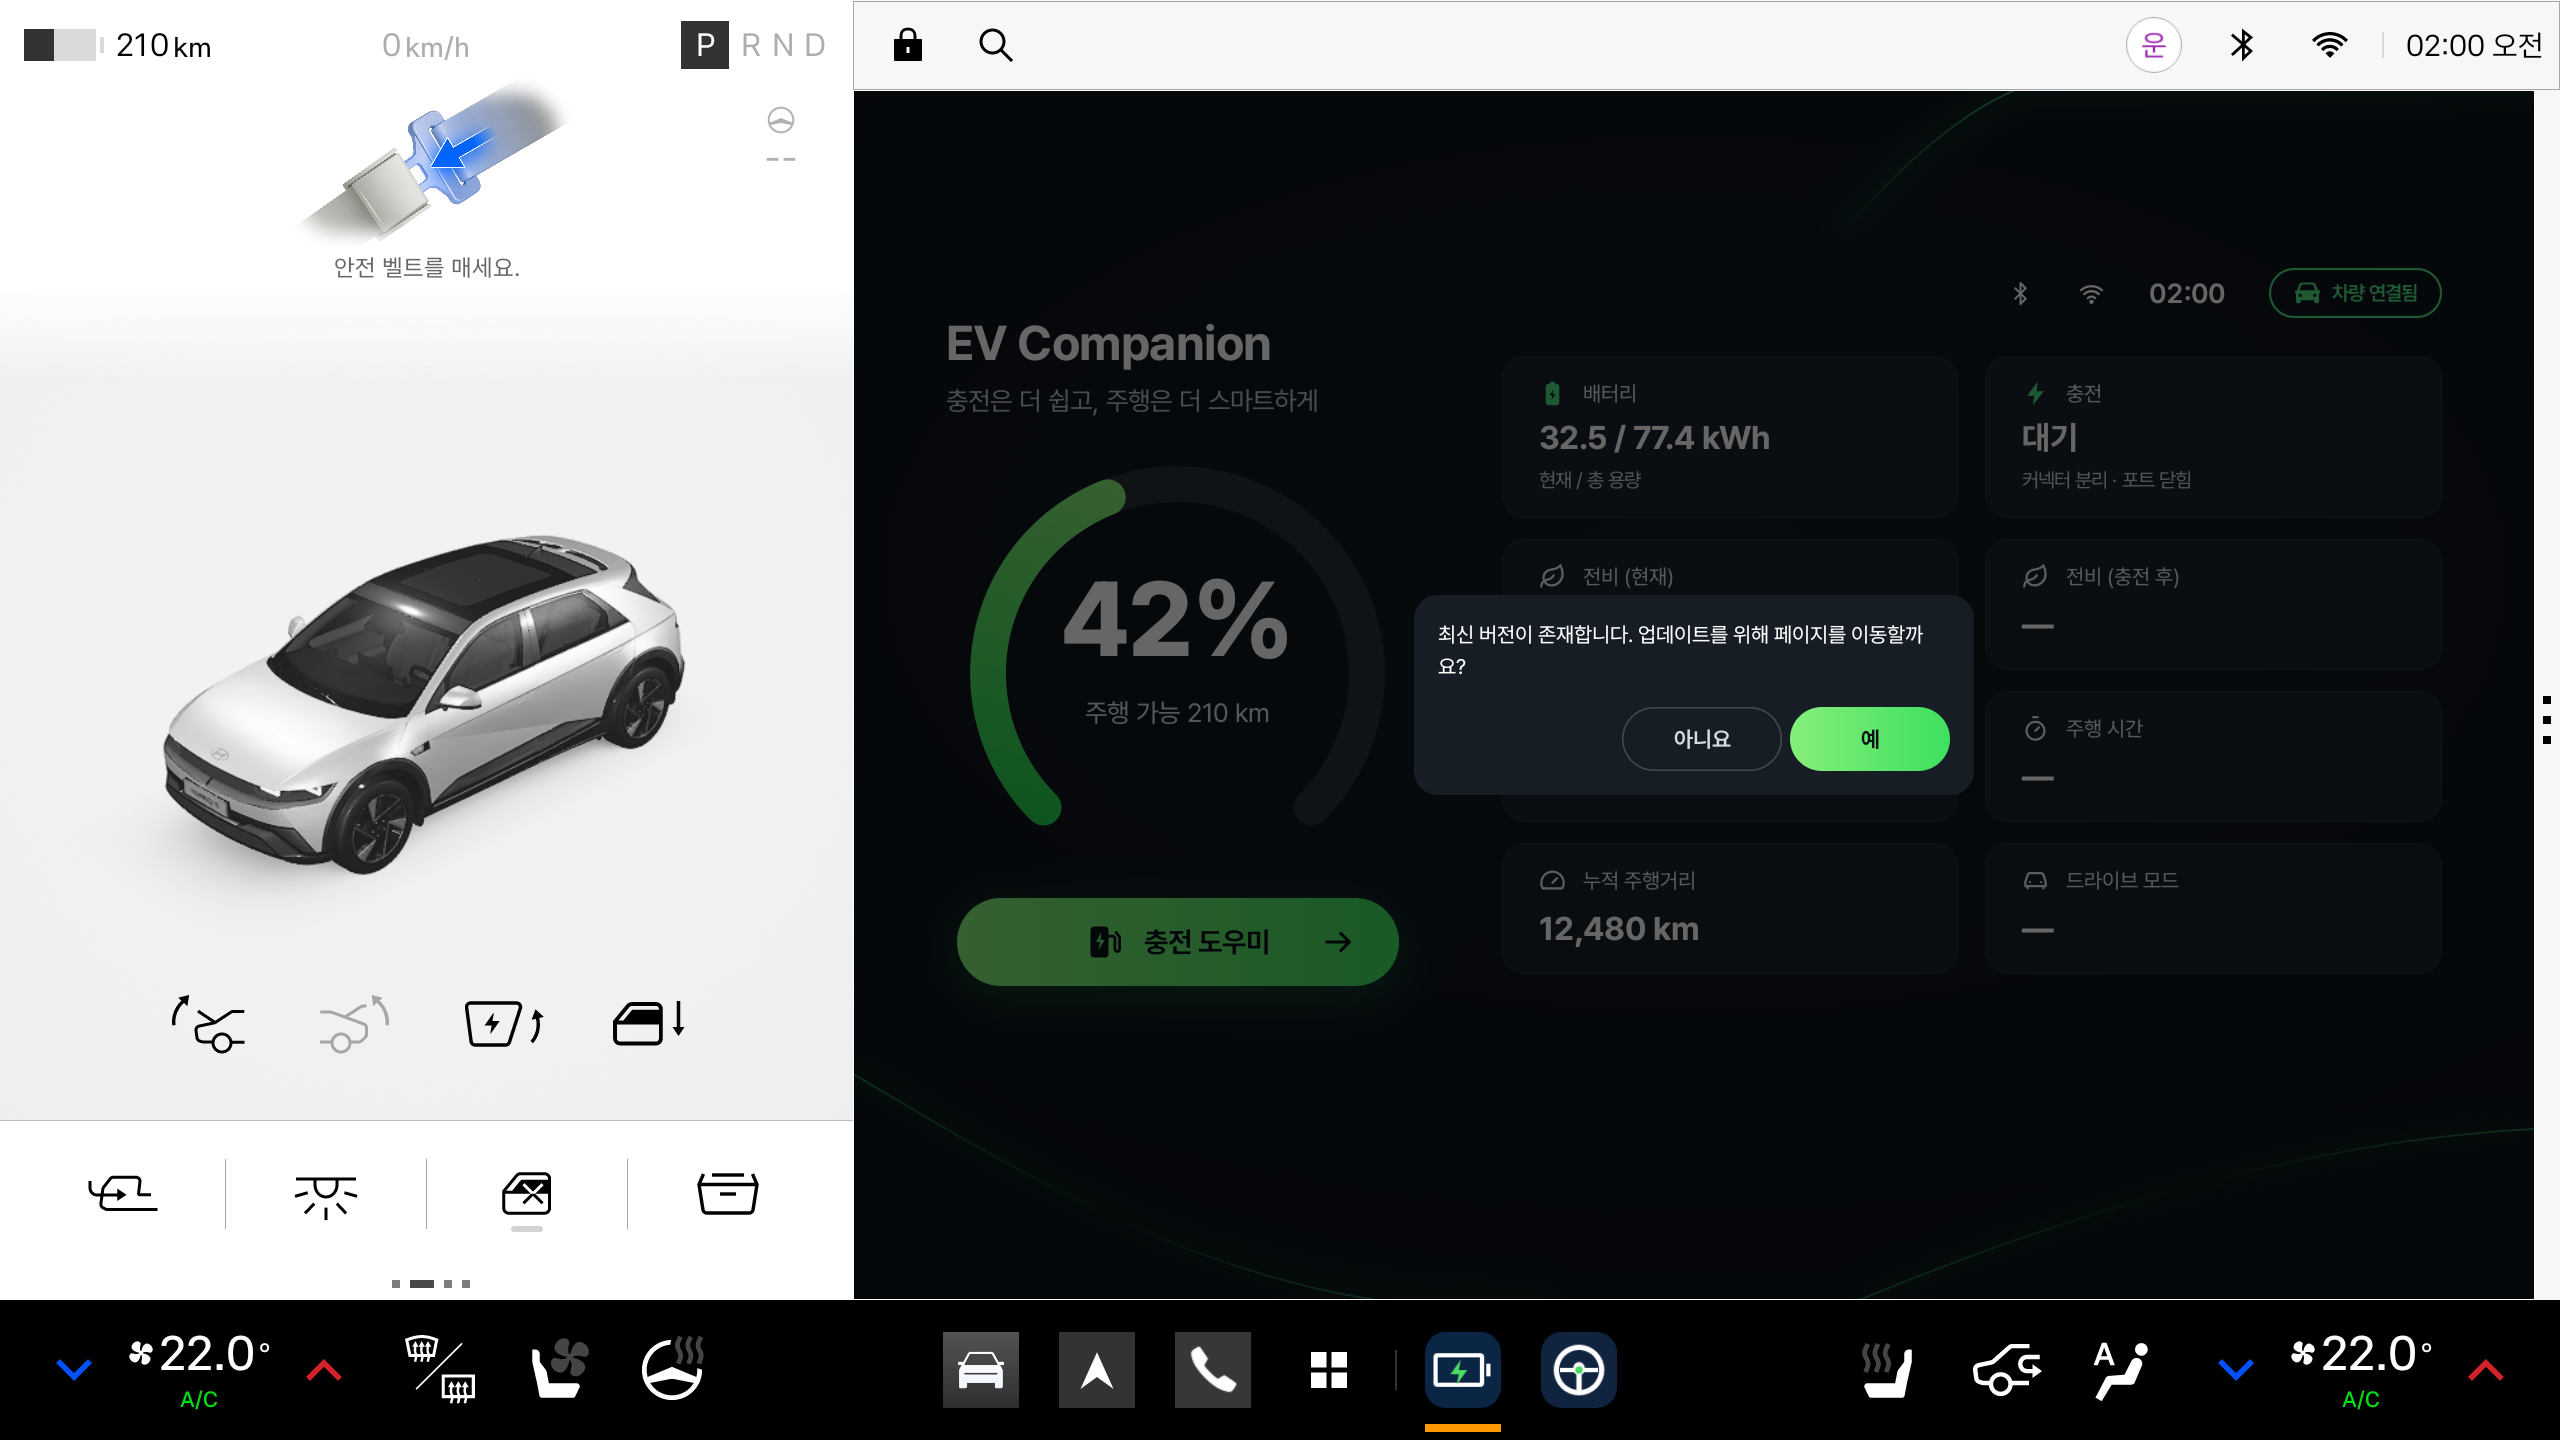 210 km
0 km/h
P R N D
안전 벨트를 매세요.
운
02:00 오전
02:00
차량 연결됨
EV Companion
충전은 더 쉽고, 주행은 더 스마트하게
42%
주행 가능 210 km
충전 도우미
배터리
32.5 / 77.4 kWh
현재 / 총 용량
충전
대기
커넥터 분리 · 포트 닫힘
전비 (현재)
전비 (충전 후)
—
최신 버전이 존재합니다. 업데이트를 위해 페이지를 이동할까
요?
아니요
예
주행 시간
—
누적 주행거리
12,480 km
드라이브 모드
—
22.0°
A/C
A
22.0°
A/C